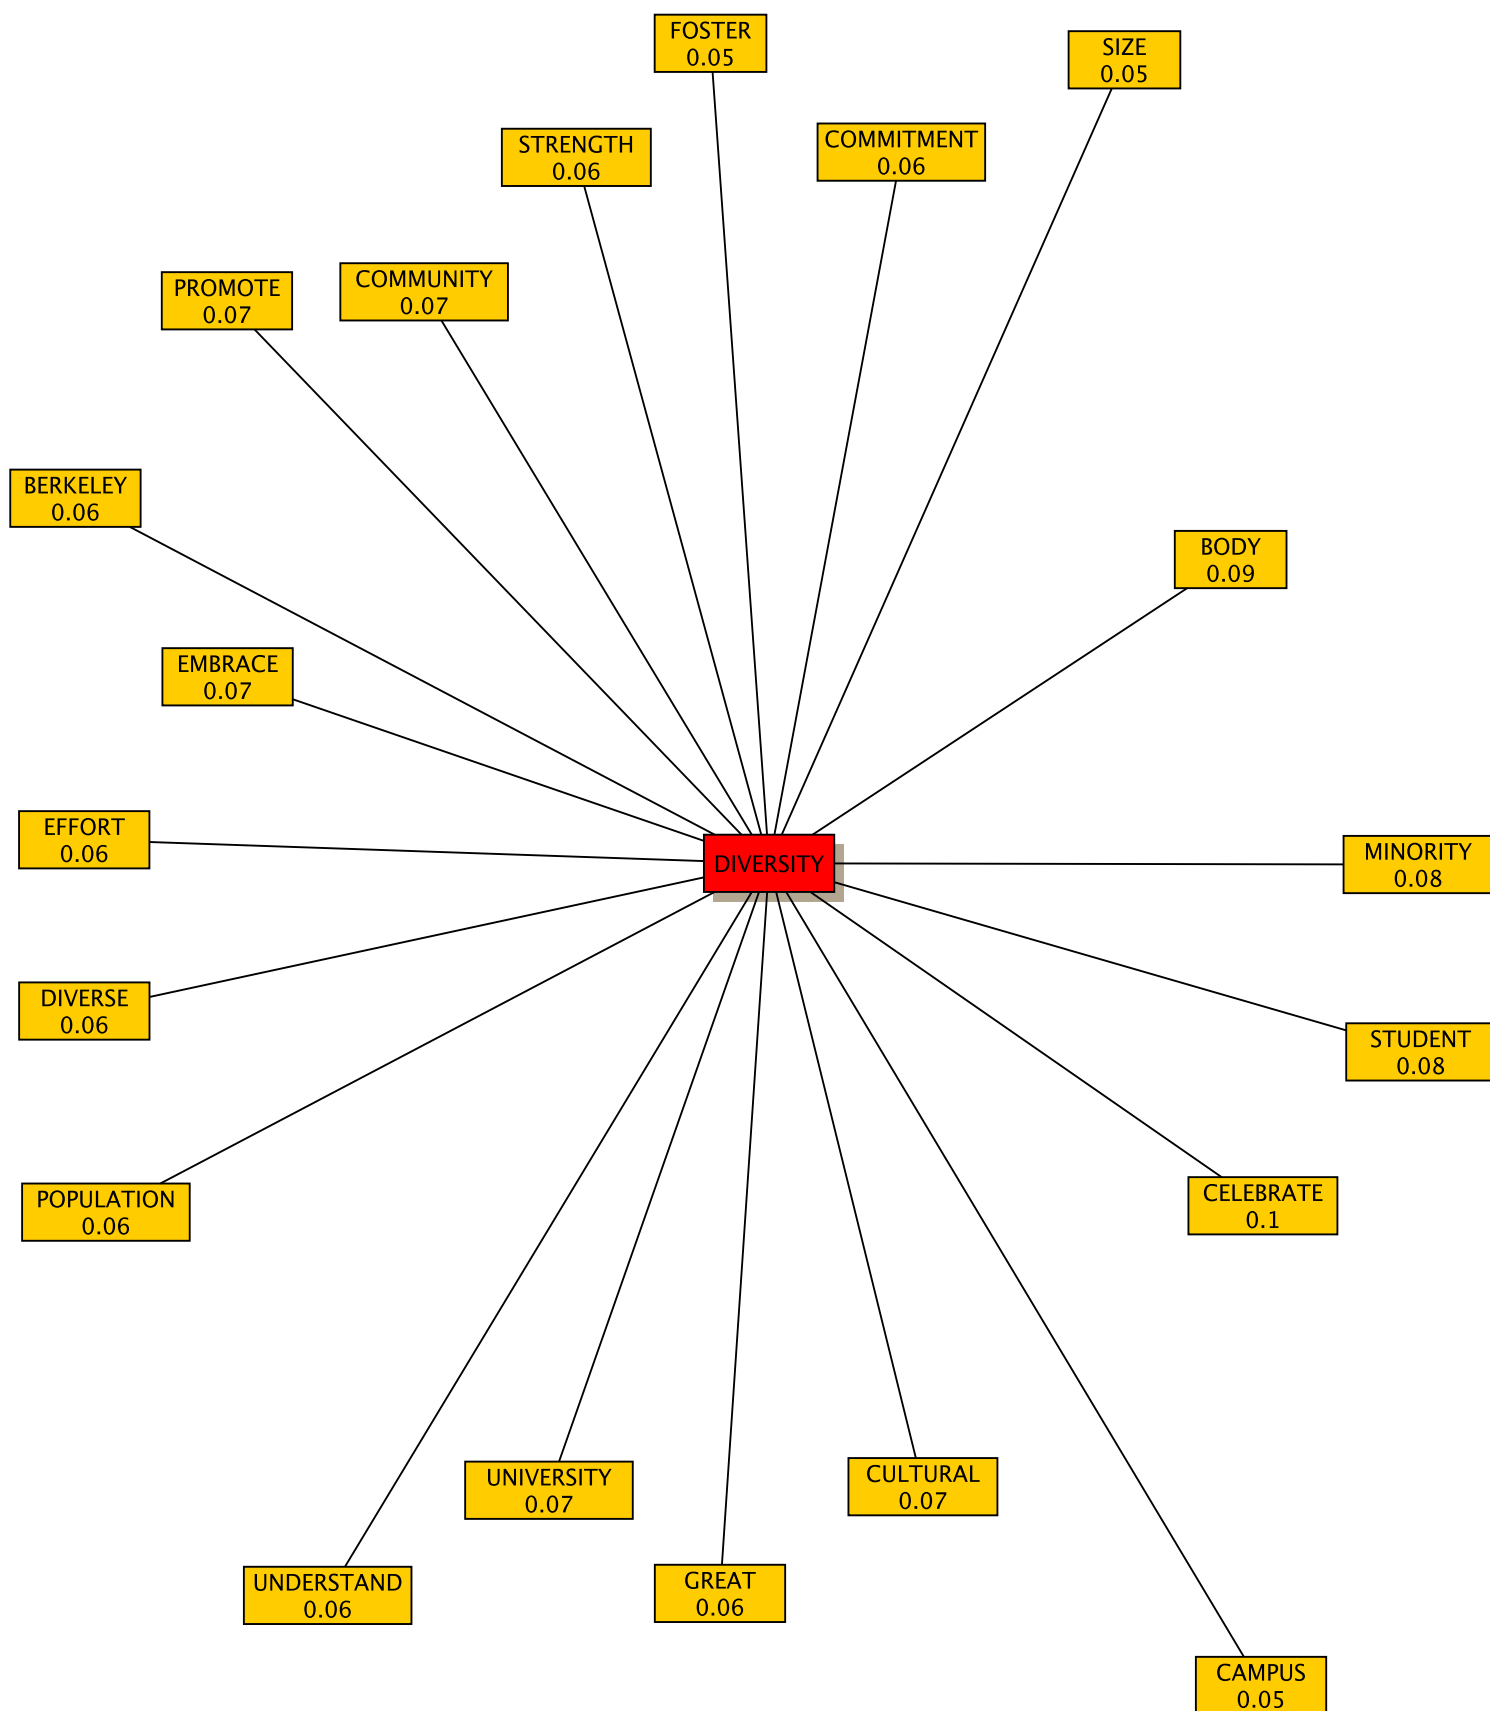 FOSTER
0.05
SIZE
0.05
COMMITMENT
0.06
STRENGTH
0.06
COMMUNITY
0.07
PROMOTE
0.07
BERKELEY
0.06
BODY
0.09
EMBRACE
0.07
EFFORT
0.06
DIVERSITY
MINORITY
0.08
DIVERSE
0.06
STUDENT
0.08
POPULATION
0.06
CELEBRATE
0.1
UNIVERSITY
0.07
CULTURAL
0.07
UNDERSTAND
0.06
GREAT
0.06
CAMPUS
0.05